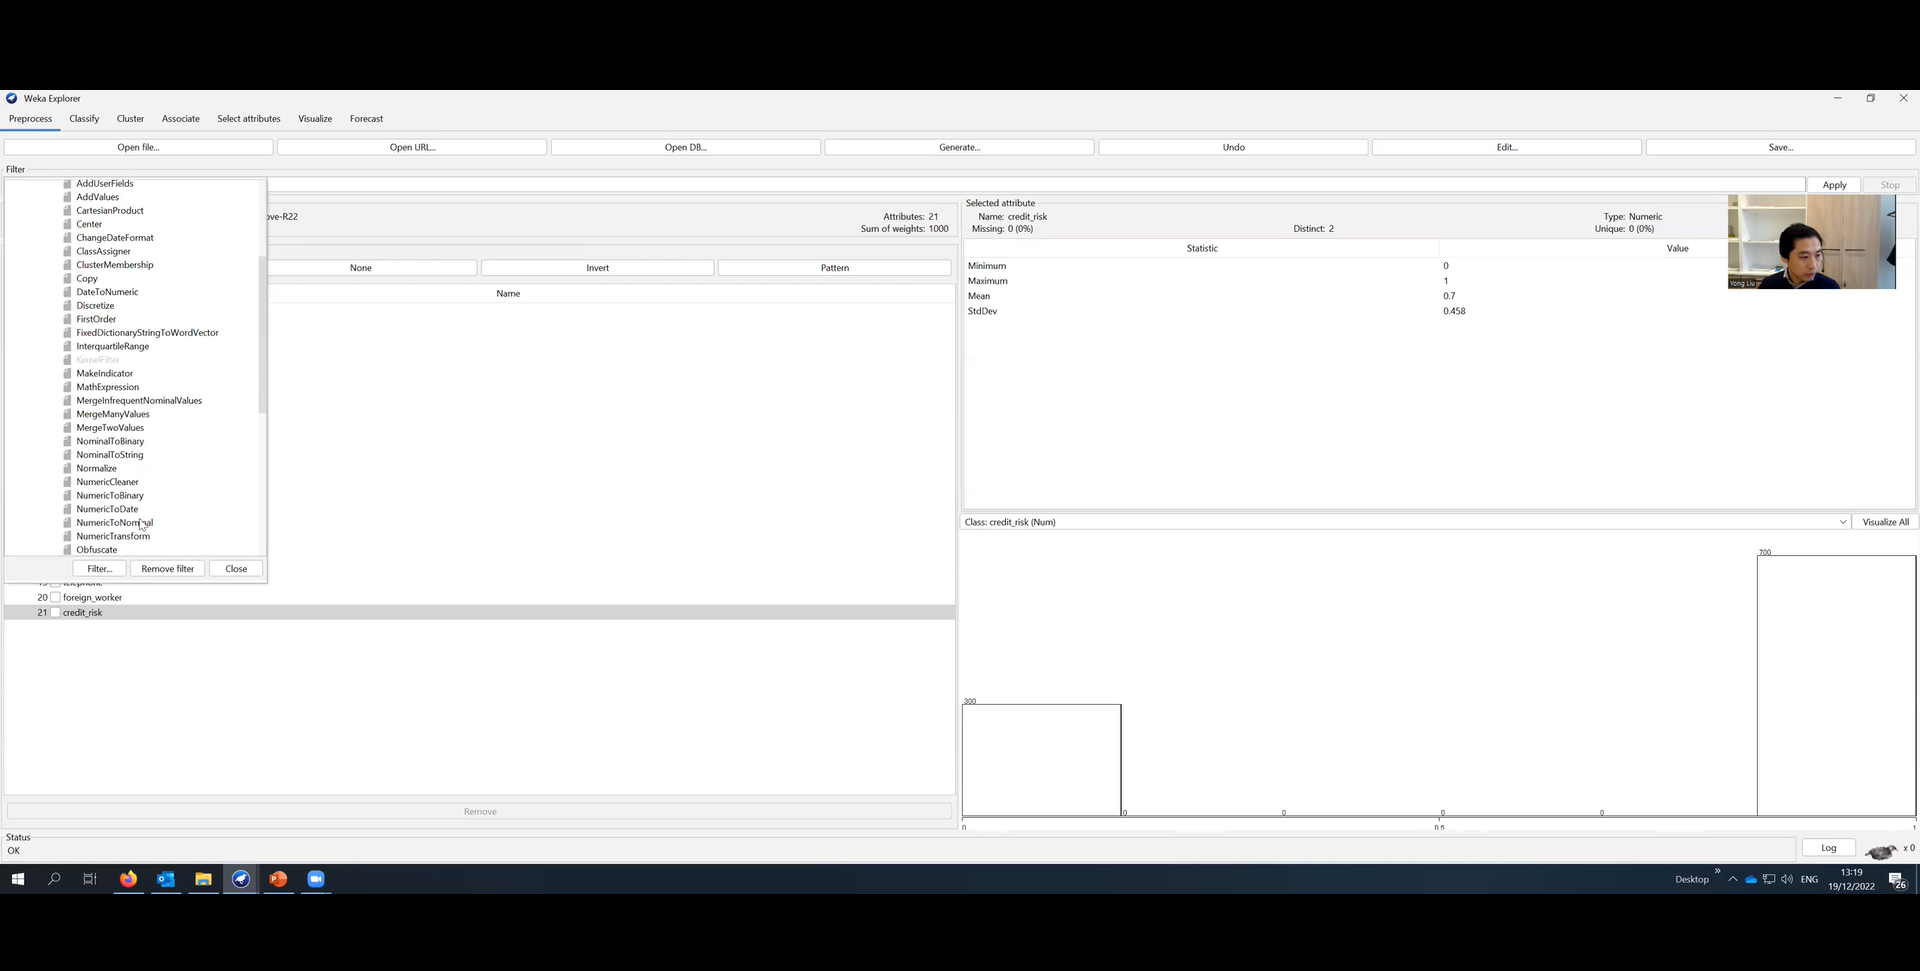 Weka Explorer
Preprocess Classify Cluster Associate Select attributes Visualize Forecast
Open file... Open URL... Open DB... Generate... Undo Edit... Save...
Filter
Apply Stop
AddUserFields
AddValues
CartesianProduct
Center
ChangeDateFormat
ClassAssigner
ClusterMembership
Copy
DateToNumeric
Discretize
FirstOrder
FixedDictionaryStringToWordVector
InterquartileRange
KernelFilter
MakeIndicator
MathExpression
MergeInfrequentNominalValues
MergeManyValues
MergeTwoValues
NominalToBinary
NominalToString
Normalize
NumericCleaner
NumericToBinary
NumericToDate
NumericToNominal
NumericTransform
Obfuscate
Filter... Remove filter Close
ove-R22 Attributes: 21
Sum of weights: 1000
None Invert Pattern
Name
19 telephone
20 foreign_worker
21 credit_risk
Remove
Selected attribute
Name: credit_risk Type: Numeric
Missing: 0 (0%) Distinct: 2 Unique: 0 (0%)
Statistic Value
Minimum 0
Maximum 1
Mean 0.7
StdDev 0.458
Yong Liu
Class: credit_risk (Num) Visualize All
700
300
0 0 0 0
0 0.5 1
Status
OK
Log x 0
Desktop ENG 13:19
19/12/2022
26